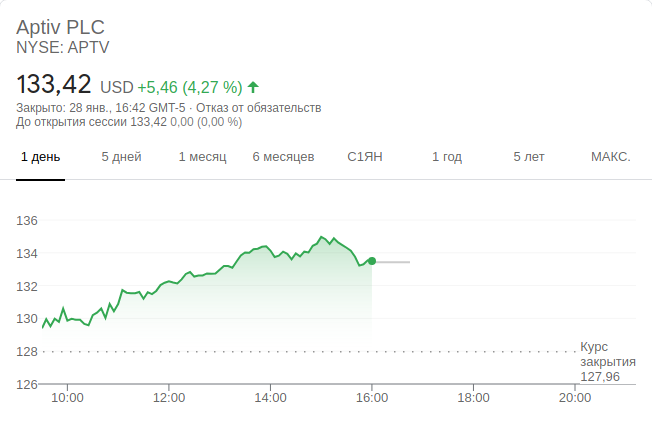 Aptiv PLC
NYSE: APTV
133,42 USD +5,46 (4,27 %)
Закрыто: 28 янв., 16:42 GMT-5 · Отказ от обязательств
До открытия сессии 133,42 0,00 (0,00 %)
1 день 5 дней 1 месяц 6 месяцев С1ЯН 1 год 5 лет МАКС.
136
134
132
130
128
Курс
закрытия
127,96
126
10:00 12:00 14:00 16:00 18:00 20:00